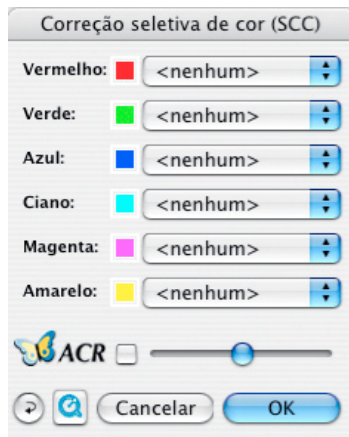 Correção seletiva de cor (SCC)
Vermelho: <nenhum>
Verde: <nenhum>
Azul: <nenhum>
Ciano: <nenhum>
Magenta: <nenhum>
Amarelo: <nenhum>
ACR
Cancelar OK